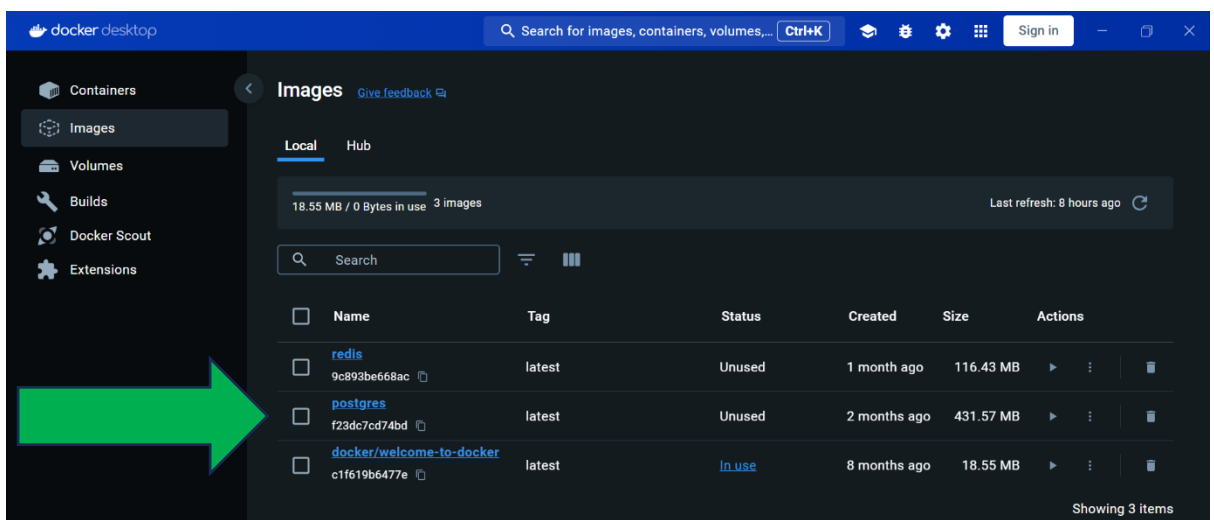 docker desktop
Search for images, containers, volumes,... Ctrl+K
Sign in
Containers
Images
Volumes
Builds
Docker Scout
Extensions
Images Give feedback
Local Hub
18.55 MB / 0 Bytes in use 3 images
Last refresh: 8 hours ago
Search
Name Tag Status Created Size Actions
redis
9c893be668ac
latest Unused 1 month ago 116.43 MB
postgres
f23dc7cd74bd
latest Unused 2 months ago 431.57 MB
docker/welcome-to-docker
c1f619b6477e
latest In use 8 months ago 18.55 MB
Showing 3 items